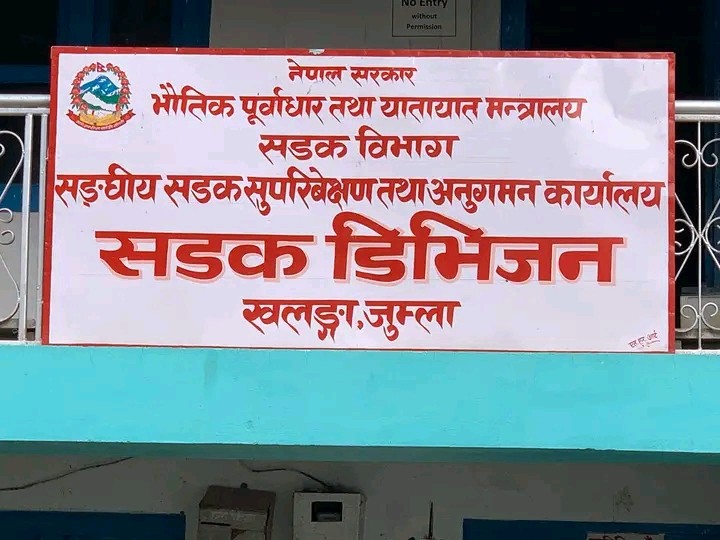 No Entry
without
Permission
नेपाल सरकार
भौतिक पूर्वाधार तथा यातायात मन्त्रालय
सडक विभाग
सङ्घीय सडक सुपरिबेक्षण तथा अनुगमन कार्यालय
सडक डिभिजन
खलङ्गा,जुम्ला